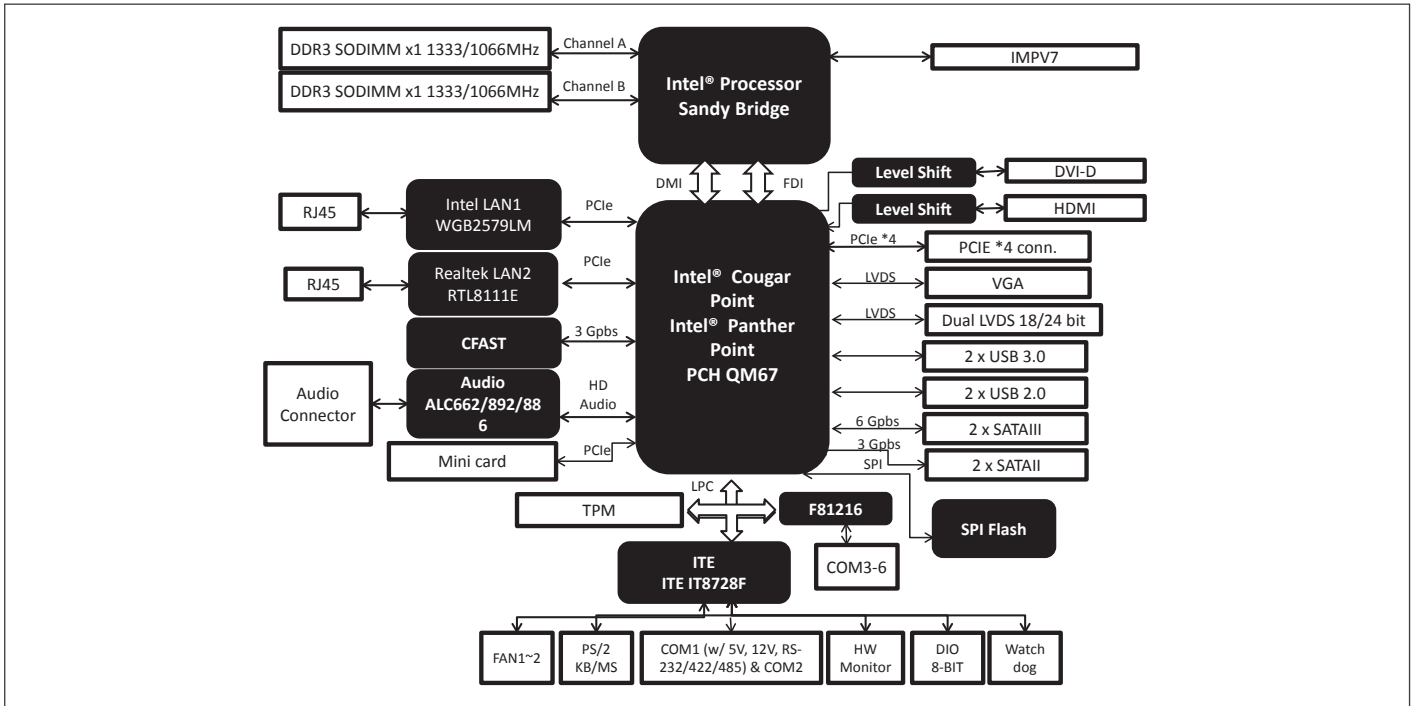 DDR3 SODIMM x1 1333/1066MHz
Channel A
DDR3 SODIMM x1 1333/1066MHz
Channel B
Intel® Processor
Sandy Bridge
IMPV7
DMI
FDI
Level Shift
DVI-D
Level Shift
HDMI
RJ45
Intel LAN1
WGB2579LM
PCIe
RJ45
Realtek LAN2
RTL8111E
PCIe
CFAST
3 Gpbs
Audio
Connector
Audio
ALC662/892/88
6
HD
Audio
Mini card
PCIe
Intel® Cougar
Point
Intel® Panther
Point
PCH QM67
PCIe *4
PCIE *4 conn.
LVDS
VGA
LVDS
Dual LVDS 18/24 bit
2 x USB 3.0
2 x USB 2.0
6 Gpbs
2 x SATAIII
3 Gpbs
2 x SATAII
SPI
SPI Flash
LPC
TPM
F81216
COM3-6
ITE
ITE IT8728F
FAN1~2
PS/2
KB/MS
COM1 (w/ 5V, 12V, RS-
232/422/485) & COM2
HW
Monitor
DIO
8-BIT
Watch
dog